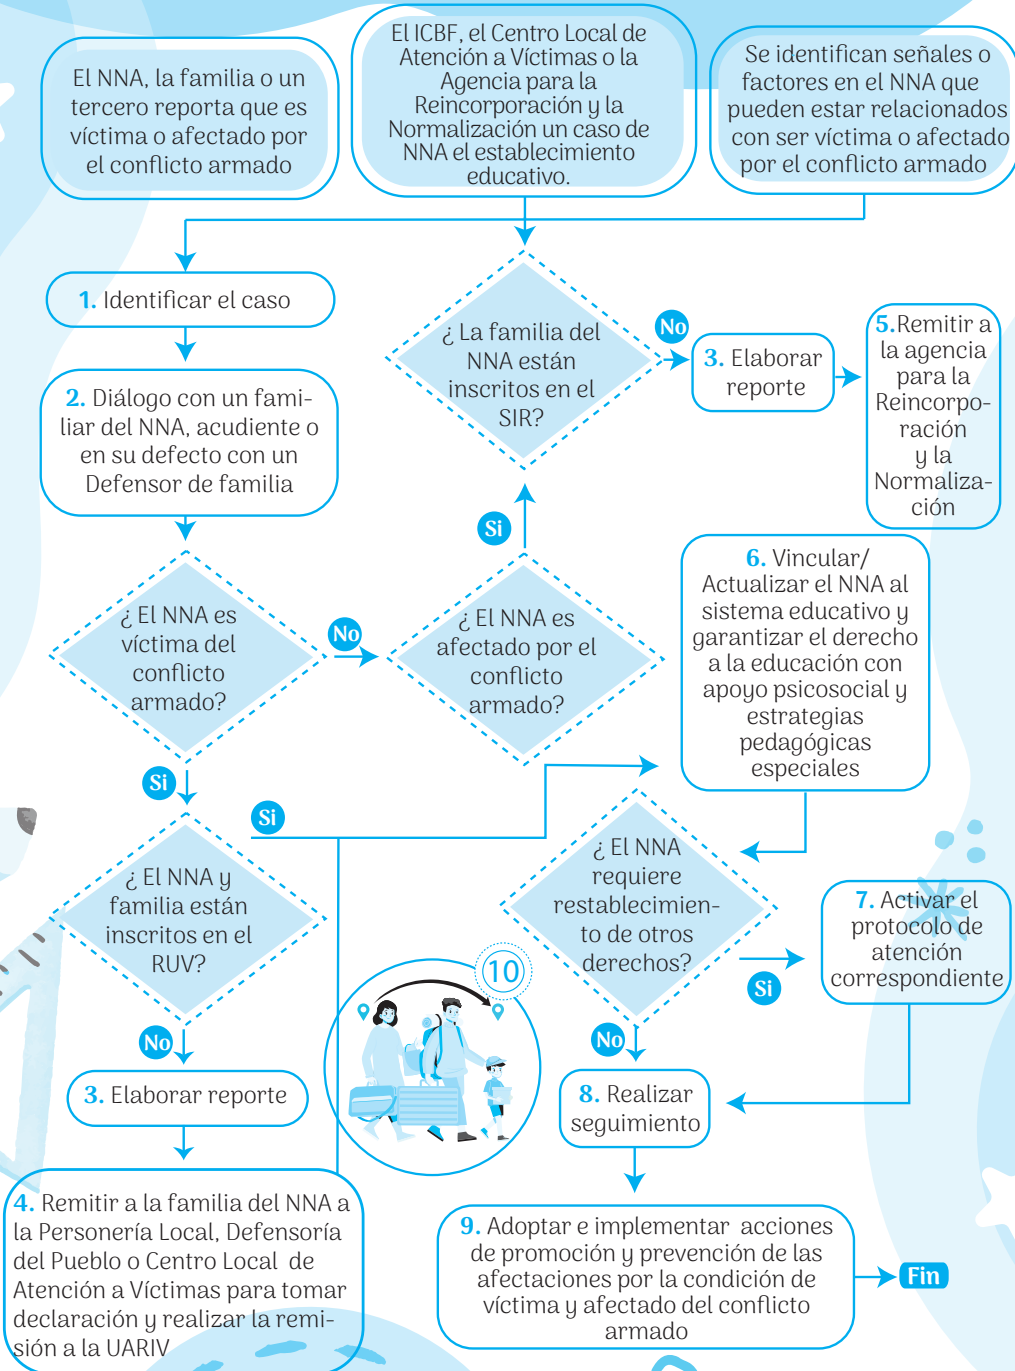 El NNA, la familia o un
tercero reporta que es
víctima o afectado por
el conflicto armado
El ICBF, el Centro Local de
Atención a Víctimas o la
Agencia para la
Reincorporación y la
Normalización un caso de
NNA el establecimiento
educativo.
Se identifican señales o
factores en el NNA que
pueden estar relacionados
con ser víctima o afectado
por el conflicto armado
1. Identificar el caso
2. Diálogo con un fami-
liar del NNA, acudiente o
en su defecto con un
Defensor de familia
¿ La familia del
NNA están
inscritos en el
SIR?
No
3. Elaborar
reporte
5.Remitir a
la agencia
para la
Reincorpo-
ración
y la
Normaliza-
ción
Si
¿ El NNA es
víctima del
conflicto
armado?
No
¿ El NNA es
afectado por el
conflicto
armado?
6. Vincular/
Actualizar el NNA al
sistema educativo y
garantizar el derecho
a la educación con
apoyo psicosocial y
estrategias
pedagógicas
especiales
Si
Si
¿ El NNA y
familia están
inscritos en el
RUV?
¿ El NNA
requiere
restablecimien-
to de otros
derechos?
7. Activar el
protocolo de
atención
correspondiente
10
Si
No
No
3. Elaborar reporte
8. Realizar
seguimiento
4. Remitir a la familia del NNA a
la Personería Local, Defensoría
del Pueblo o Centro Local de
Atención a Víctimas para tomar
declaración y realizar la remi-
sión a la UARIV
9. Adoptar e implementar acciones
de promoción y prevención de las
afectaciones por la condición de
víctima y afectado del conflicto
armado
Fin